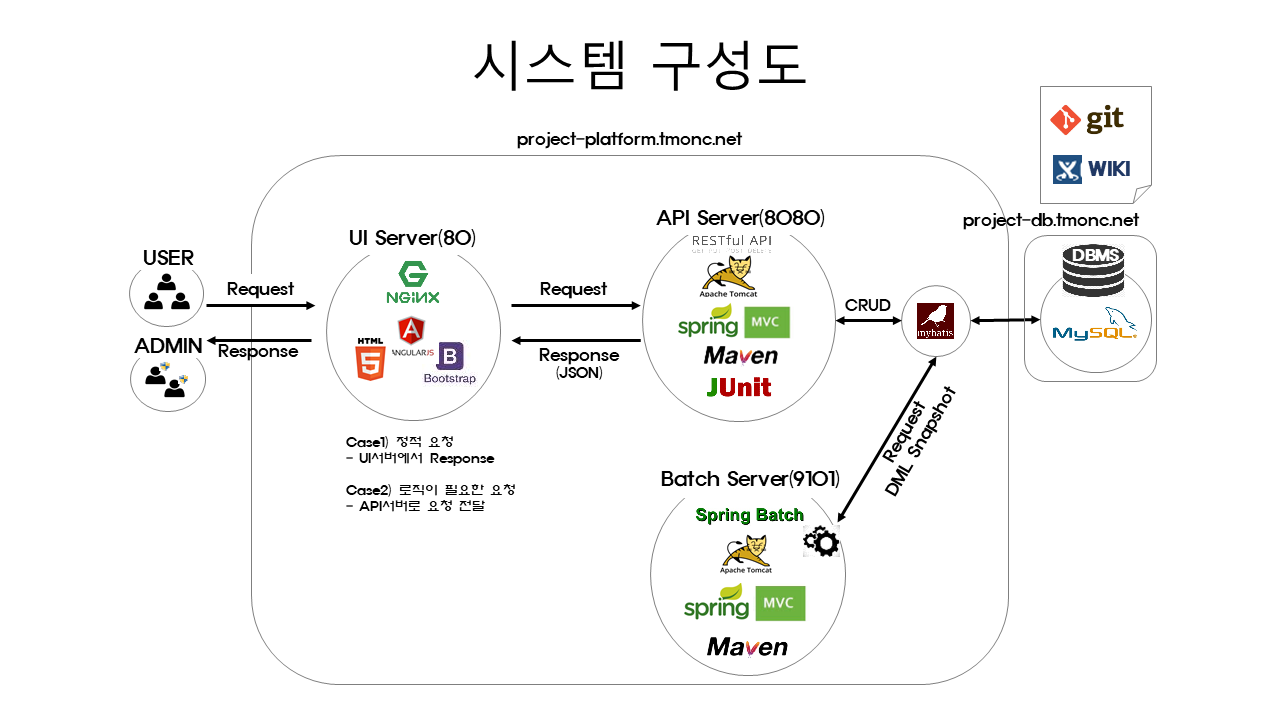 시스템 구성도
git
WIKI
project-platform.tmonc.net
project-db.tmonc.net
USER
ADMIN
Request
Response
UI Server(80)
NGiNX
HTML
5
A
ANGULARJS
B
Bootstrap
Case1) 정적 요청
- UI서버에서 Response
Case2) 로직이 필요한 요청
- API서버로 요청 전달
Request
Response
(JSON)
API Server(8080)
RESTful API
GET PUT POST DELETE
Apache Tomcat
spring
MVC
Maven
JUnit
CRUD
mybatis
DBMS
MySQL
Request
DML Snapshot
Batch Server(9101)
Spring Batch
Apache Tomcat
spring
MVC
Maven